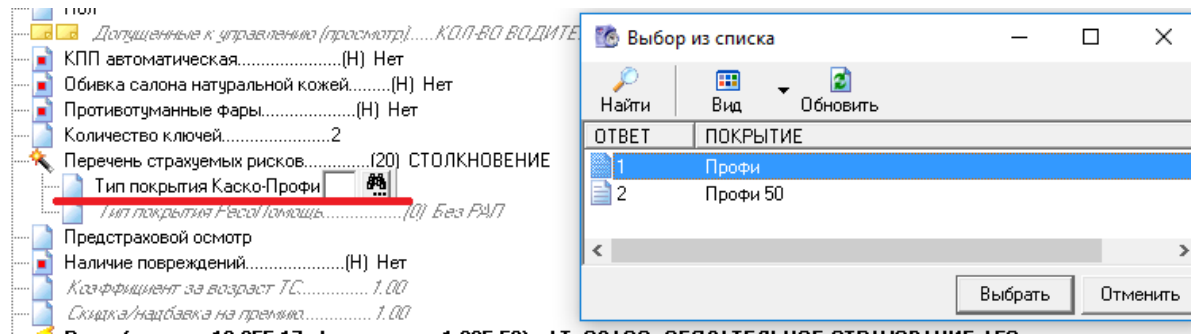 Пол
Допущенные к управлению (просмотр).....КОЛ-ВО ВОДИТЕ
КПП автоматическая.....................(Н) Нет
Обивка салона натуральной кожей.........(Н) Нет
Противотуманные фары...................(Н) Нет
Количество ключей......................2
Перечень страхуемых рисков.............(20) СТОЛКНОВЕНИЕ
Тип покрытия Каско-Профи
Тип покрытия РесоПомощь.................(0) Без РАП
Предстраховой осмотр
Наличие повреждений....................(Н) Нет
Коэффициент за возраст ТС..............1.00
Скидка/надбавка на премию.............1.00
Выбор из списка
Найти Вид Обновить
ОТВЕТ ПОКРЫТИЕ
1 Профи
2 Профи 50
Выбрать Отменить